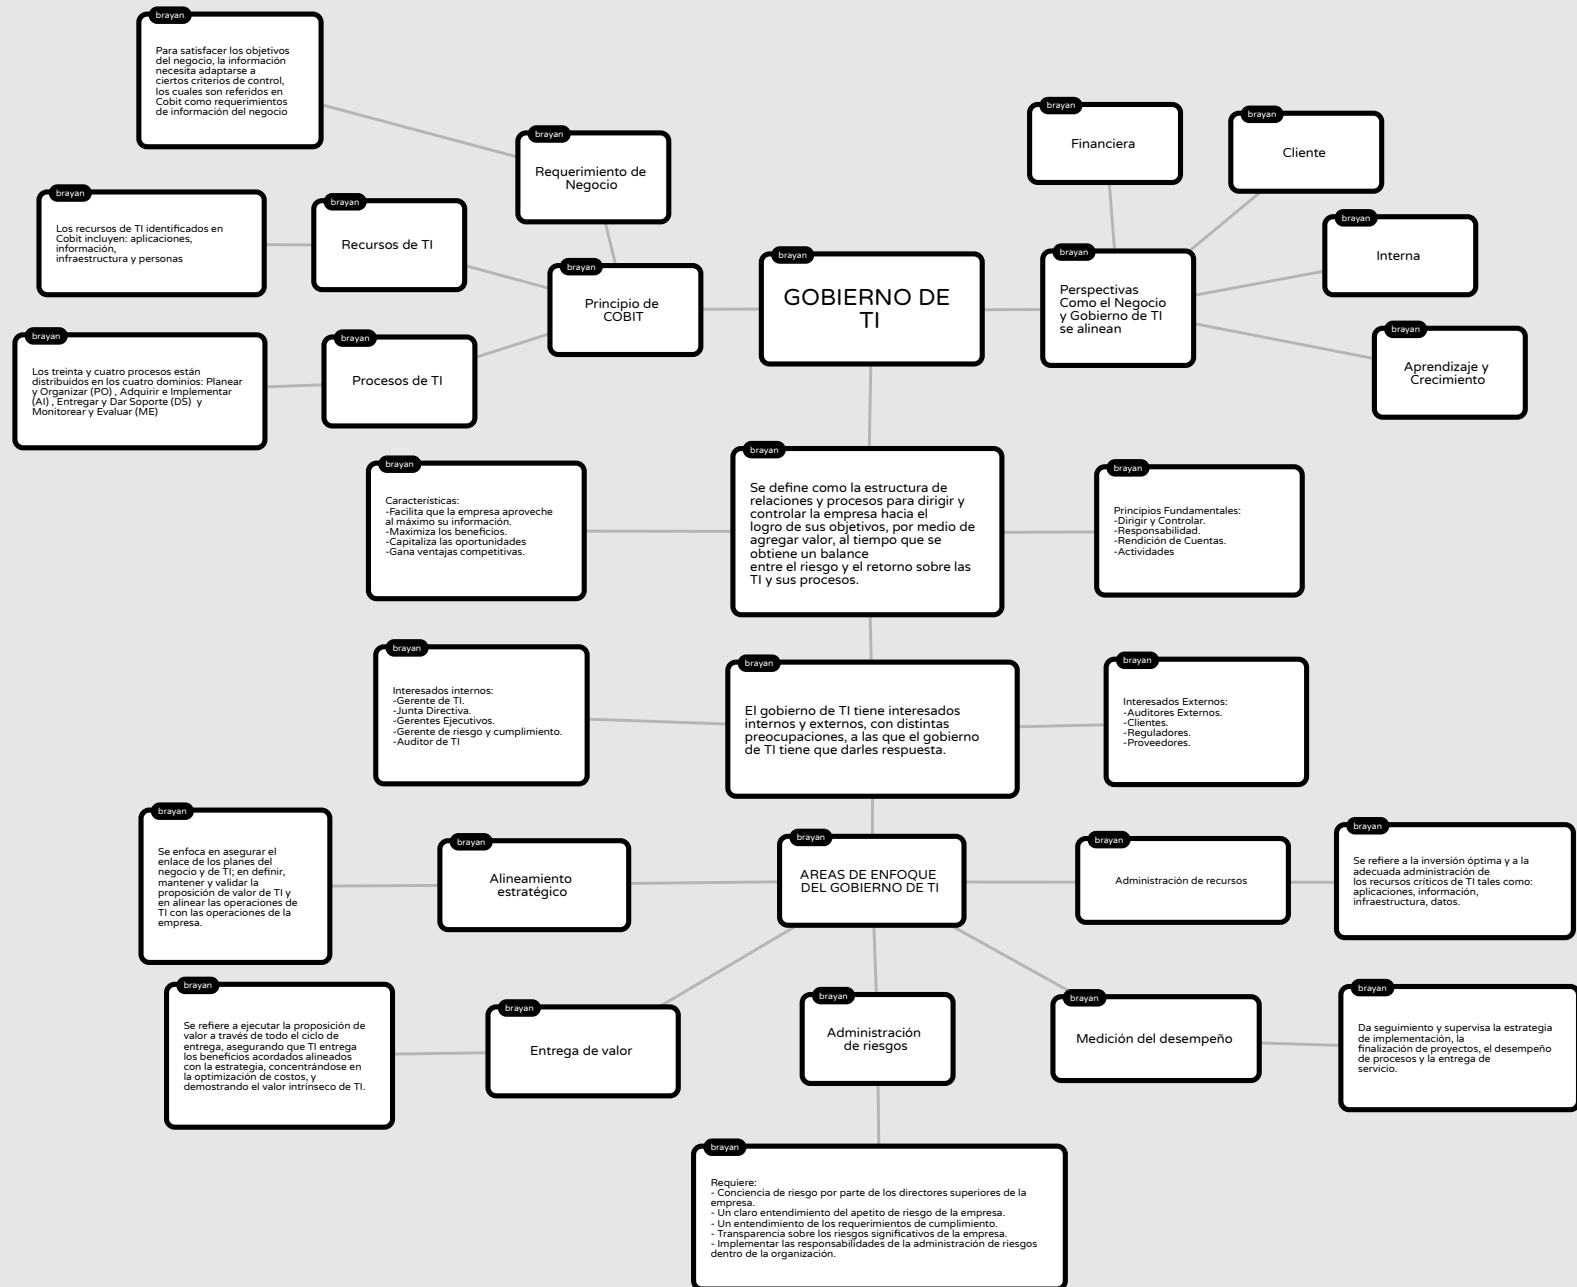 brayan
Para satisfacer los objetivos
del negocio, la información
necesita adaptarse a
ciertos criterios de control,
los cuales son referidos en
Cobit como requerimientos
de información del negocio
brayan
Requerimiento de
Negocio
brayan
Los recursos de TI identificados en
Cobit incluyen: aplicaciones,
información,
infraestructura y personas
brayan
Recursos de TI
brayan
Principio de
COBIT
brayan
Los treinta y cuatro procesos están
distribuidos en los cuatro dominios: Planear
y Organizar (PO) , Adquirir e Implementar
(AI) , Entregar y Dar Soporte (DS)  y
Monitorear y Evaluar (ME)
brayan
Procesos de TI
brayan
GOBIERNO DE
TI
brayan
Perspectivas
Como el Negocio
y Gobierno de TI
se alinean
brayan
Financiera
brayan
Cliente
brayan
Interna
brayan
Aprendizaje y
Crecimiento
brayan
Características:
-Facilita que la empresa aproveche
al máximo su información.
-Maximiza los beneficios.
-Capitaliza las oportunidades
-Gana ventajas competitivas.
brayan
Se define como la estructura de
relaciones y procesos para dirigir y
controlar la empresa hacia el
logro de sus objetivos, por medio de
agregar valor, al tiempo que se
obtiene un balance
entre el riesgo y el retorno sobre las
TI y sus procesos.
brayan
Principios Fundamentales:
-Dirigir y Controlar.
-Responsabilidad.
-Rendición de Cuentas.
-Actividades
brayan
Interesados internos:
-Gerente de TI.
-Junta Directiva.
-Gerentes Ejecutivos.
-Gerente de riesgo y cumplimiento.
-Auditor de TI
brayan
El gobierno de TI tiene interesados
internos y externos, con distintas
preocupaciones, a las que el gobierno
de TI tiene que darles respuesta.
brayan
Interesados Externos:
-Auditores Externos.
-Clientes.
-Reguladores.
-Proveedores.
brayan
Se enfoca en asegurar el
enlace de los planes del
negocio y de TI; en definir,
mantener y validar la
proposición de valor de TI y
en alinear las operaciones de
TI con las operaciones de la
empresa.
brayan
Alineamiento
estratégico
brayan
AREAS DE ENFOQUE
DEL GOBIERNO DE TI
brayan
Administración de recursos
brayan
Se refiere a la inversión óptima y a la
adecuada administración de
los recursos críticos de TI tales como:
aplicaciones, información,
infraestructura, datos.
brayan
Se refiere a ejecutar la proposición de
valor a través de todo el ciclo de
entrega, asegurando que TI entrega
los beneficios acordados alineados
con la estrategia, concentrándose en
la optimización de costos, y
demostrando el valor intrínseco de TI.
brayan
Entrega de valor
brayan
Administración
de riesgos
brayan
Medición del desempeño
brayan
Da seguimiento y supervisa la estrategia
de implementación, la
finalización de proyectos, el desempeño
de procesos y la entrega de
servicio.
brayan
Requiere:
- Conciencia de riesgo por parte de los directores superiores de la
empresa.
- Un claro entendimiento del apetito de riesgo de la empresa.
- Un entendimiento de los requerimientos de cumplimiento.
- Transparencia sobre los riesgos significativos de la empresa.
- Implementar las responsabilidades de la administración de riesgos
dentro de la organización.